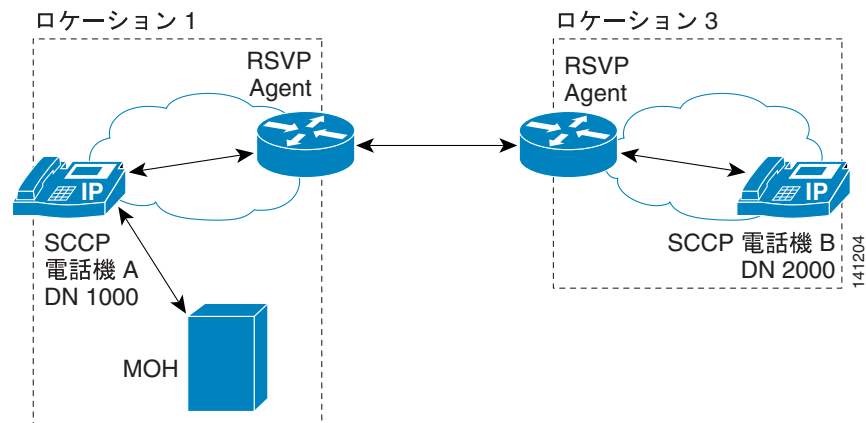 ロケーション 1
ロケーション 3
RSVP
Agent
RSVP
Agent
IP
IP
SCCP
電話機 A
DN 1000
SCCP 電話機 B
DN 2000
MOH
141204